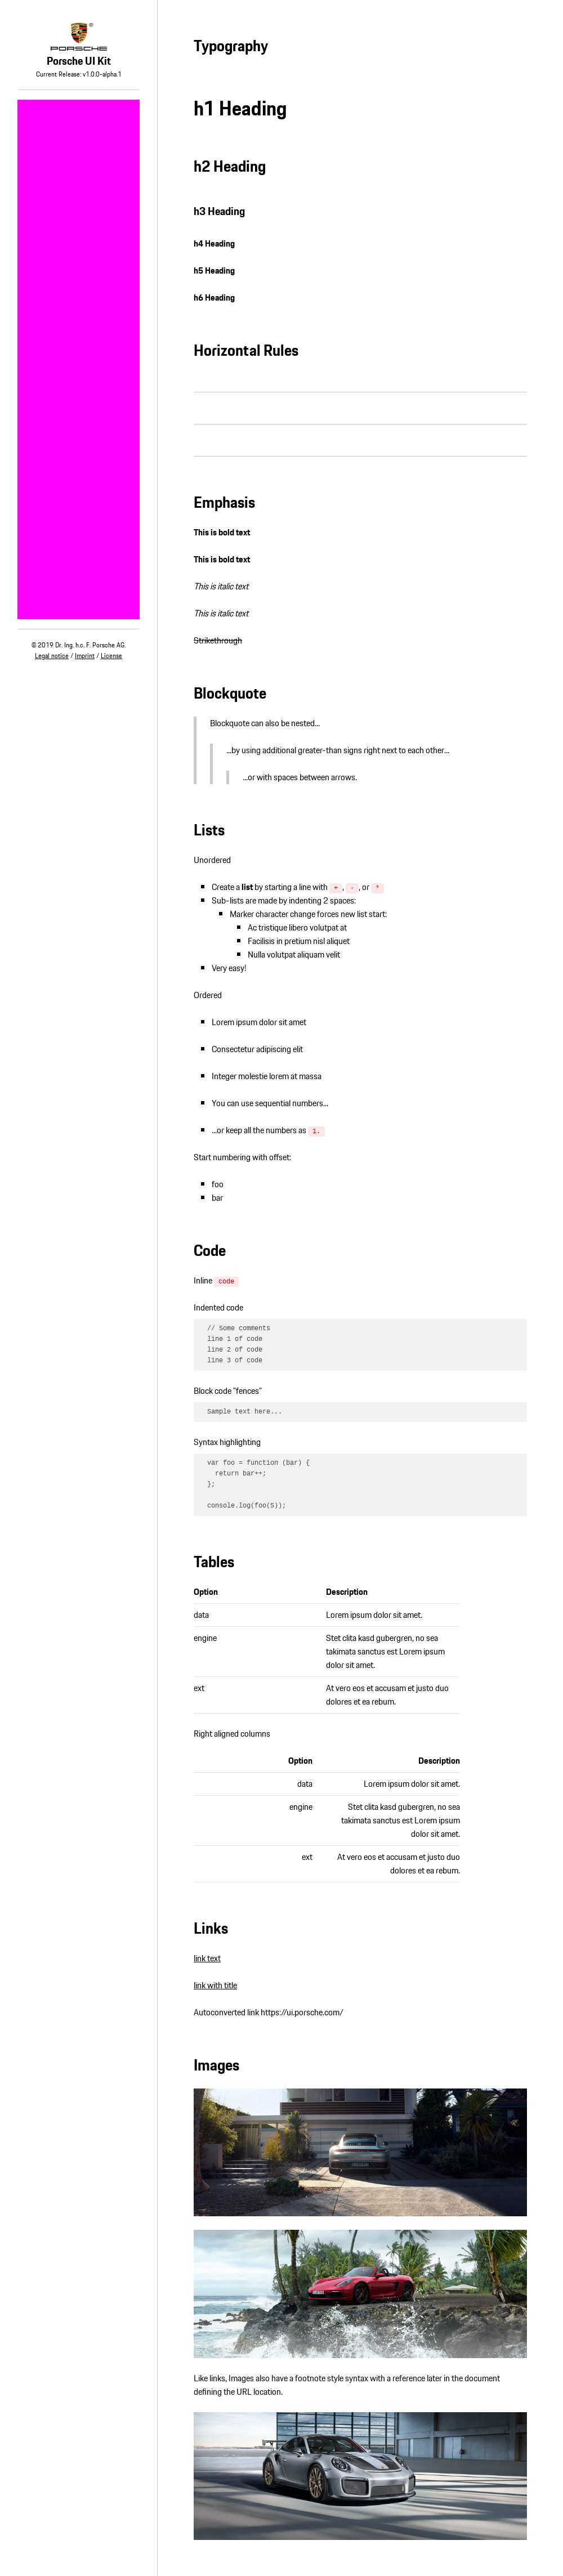 PORSCHE
Porsche UI Kit
Current Release: v1.0.0-alpha.1
© 2019 Dr. Ing. h.c. F. Porsche AG.
Legal notice / Imprint / License
Typography
h1 Heading
h2 Heading
h3 Heading
h4 Heading
h5 Heading
h6 Heading
Horizontal Rules
Emphasis
This is bold text
This is bold text
This is italic text
This is italic text
Strikethrough
Blockquote
Blockquote can also be nested...
...by using additional greater-than signs right next to each other...
...or with spaces between arrows.
Lists
Unordered
Create a list by starting a line with +, -, or *
Sub-lists are made by indenting 2 spaces:
Marker character change forces new list start:
Ac tristique libero volutpat at
Facilisis in pretium nisl aliquet
Nulla volutpat aliquam velit
Very easy!
Ordered
Lorem ipsum dolor sit amet
Consectetur adipiscing elit
Integer molestie lorem at massa
You can use sequential numbers...
...or keep all the numbers as 1.
Start numbering with offset:
foo
bar
Code
Inline code
Indented code
// Some comments
line 1 of code
line 2 of code
line 3 of code
Block code "fences"
Sample text here...
Syntax highlighting
var foo = function (bar) {
  return bar++;
};
console.log(foo(5));
Tables
Option Description
data Lorem ipsum dolor sit amet.
engine Stet clita kasd gubergren, no sea
takimata sanctus est Lorem ipsum
dolor sit amet.
ext At vero eos et accusam et justo duo
dolores et ea rebum.
Right aligned columns
Option Description
data Lorem ipsum dolor sit amet.
engine Stet clita kasd gubergren, no sea
takimata sanctus est Lorem ipsum
dolor sit amet.
ext At vero eos et accusam et justo duo
dolores et ea rebum.
Links
link text
link with title
Autoconverted link https://ui.porsche.com/
Images
Like links, Images also have a footnote style syntax with a reference later in the document
defining the URL location.